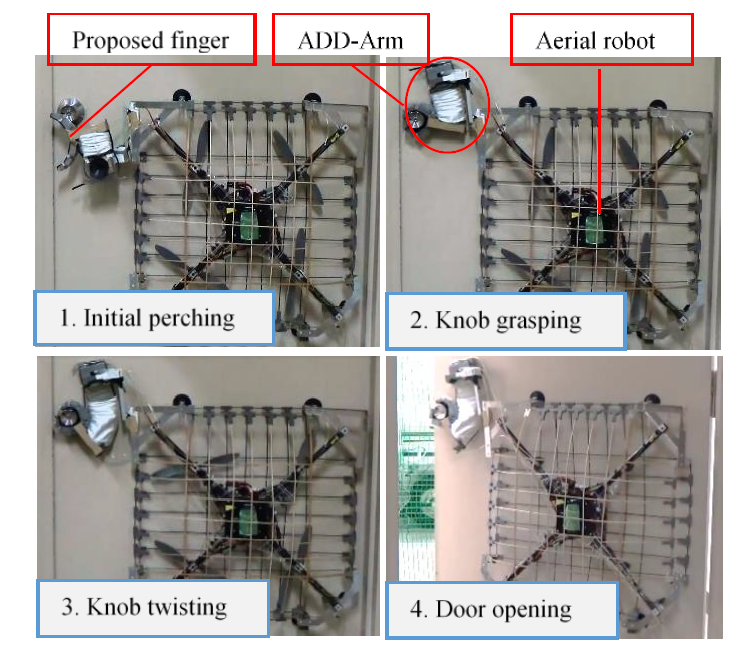 Proposed finger
ADD-Arm
Aerial robot
1. Initial perching
2. Knob grasping
3. Knob twisting
4. Door opening